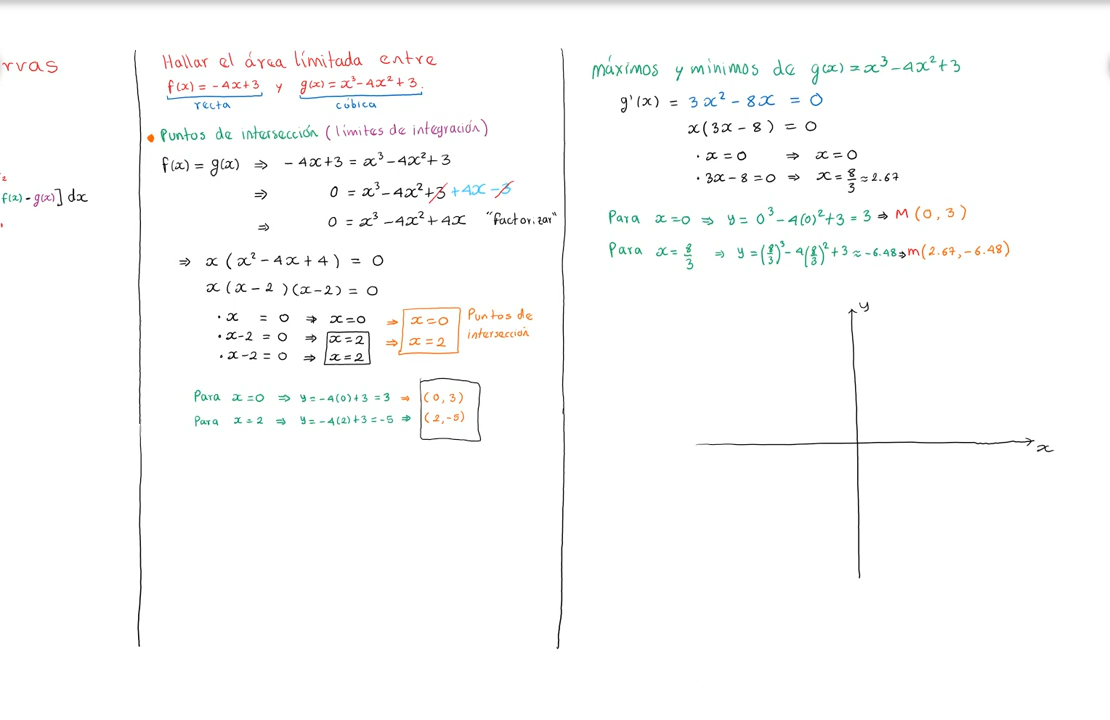 rvas
2
f(x) - g(x)] dx
Hallar el área límitada entre
f(x) = -4x+3 y g(x) = x³-4x²+3.
recta cúbica
• Puntos de intersección (límites de integración)
f(x) = g(x) ⇒ -4x+3 = x³-4x²+3
⇒ 0 = x³-4x²+3+4x-3
⇒ 0 = x³-4x²+4x "factorizar"
⇒ x(x²-4x+4) = 0
x(x-2)(x-2) = 0
·x = 0 ⇒ x=0 ⇒ x=0
·x-2 = 0 ⇒ x=2 ⇒ x=2
·x-2 = 0 ⇒ x=2
Puntos de
intersección
Para x=0 ⇒ y=-4(0)+3=3 ⇒ (0,3)
Para x=2 ⇒ y=-4(2)+3=-5 ⇒ (2,-5)
máximos y mínimos de g(x) = x³-4x²+3
g'(x) = 3x²-8x = 0
x(3x-8) = 0
·x=0 ⇒ x=0
·3x-8=0 ⇒ x=8/3≈2.67
Para x=0 ⇒ y=0³-4(0)²+3=3 ⇒ M(0,3)
Para x=8/3 ⇒ y=(8/3)³-4(8/3)²+3≈-6.48⇒m(2.67,-6.48)
y
x